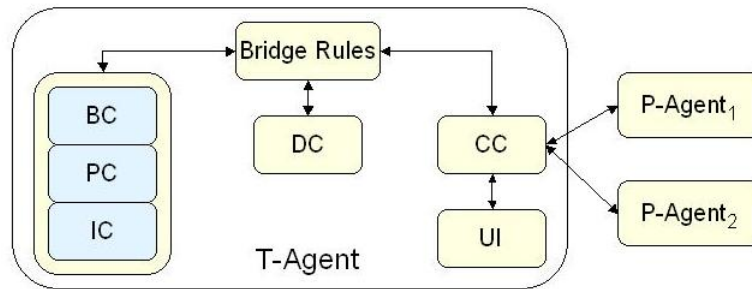 Bridge Rules
BC
PC
IC
DC
CC
UI
T-Agent
P-Agent1
P-Agent2